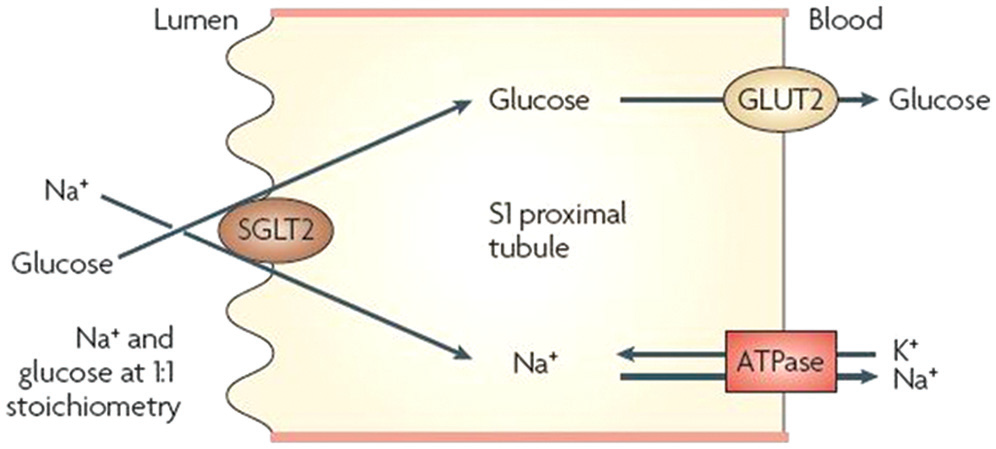 Lumen
Blood
Glucose
GLUT2
Glucose
Na⁺
SGLT2
S1 proximal
tubule
Glucose
Na⁺ and
glucose at 1:1
stoichiometry
Na⁺
ATPase
K⁺
Na⁺